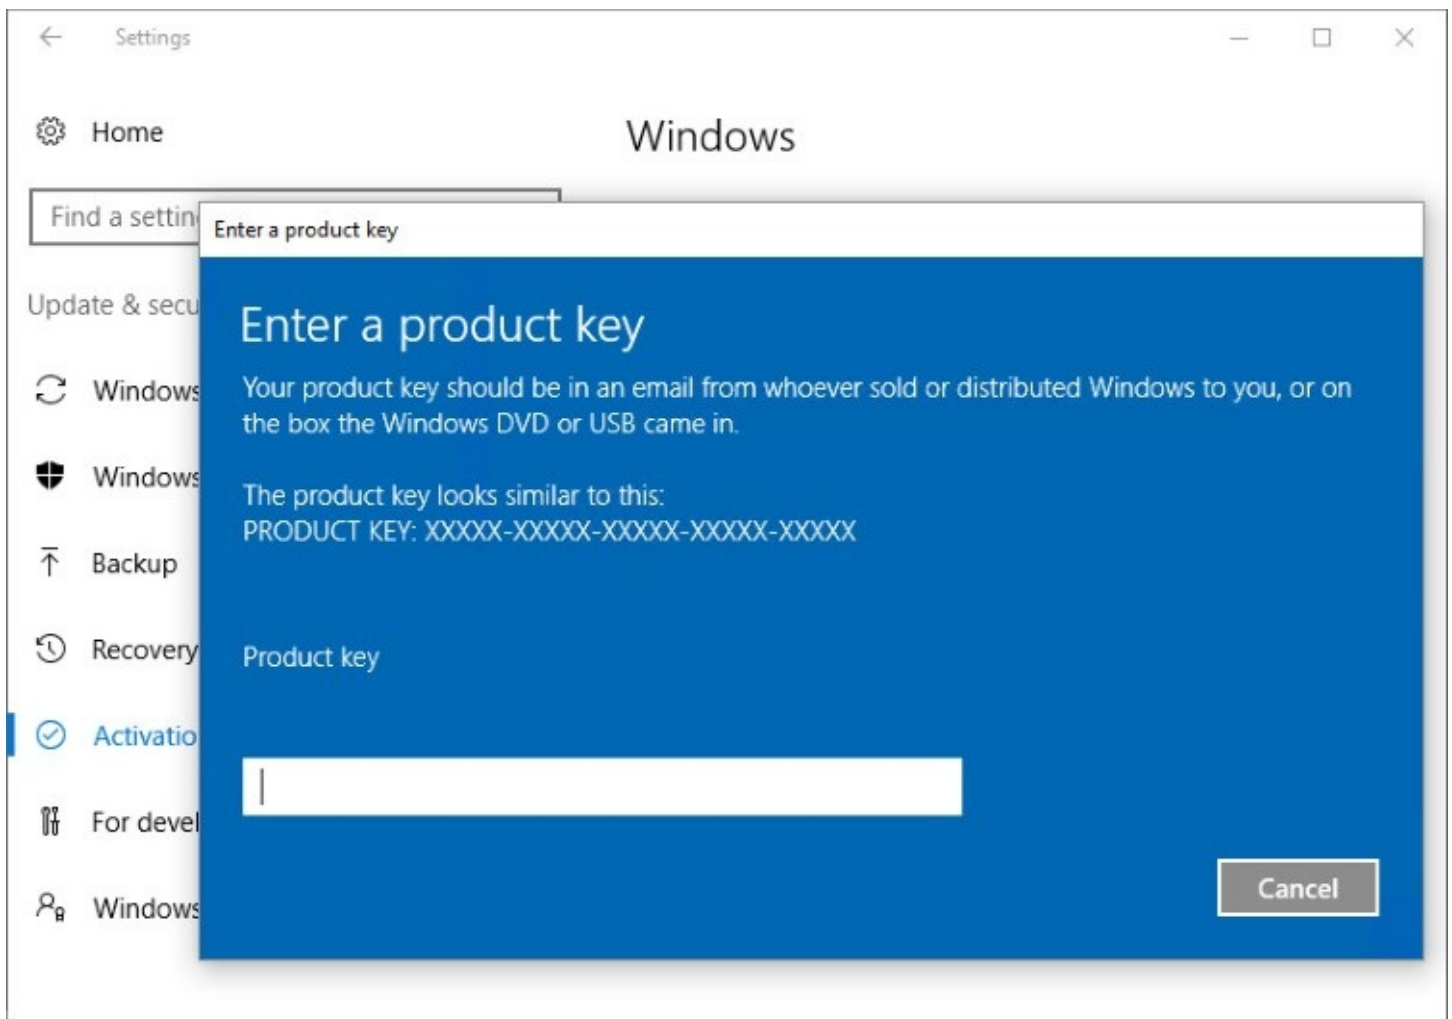 Settings
Home
Windows
Find a settin
Enter a product key
Update & secu
Enter a product key
Your product key should be in an email from whoever sold or distributed Windows to you, or on
the box the Windows DVD or USB came in.
Windows
Windows
The product key looks similar to this:
PRODUCT KEY: XXXXX-XXXXX-XXXXX-XXXXX-XXXXX
Backup
Recovery
Product key
Activatio
For devel
Cancel
Windows